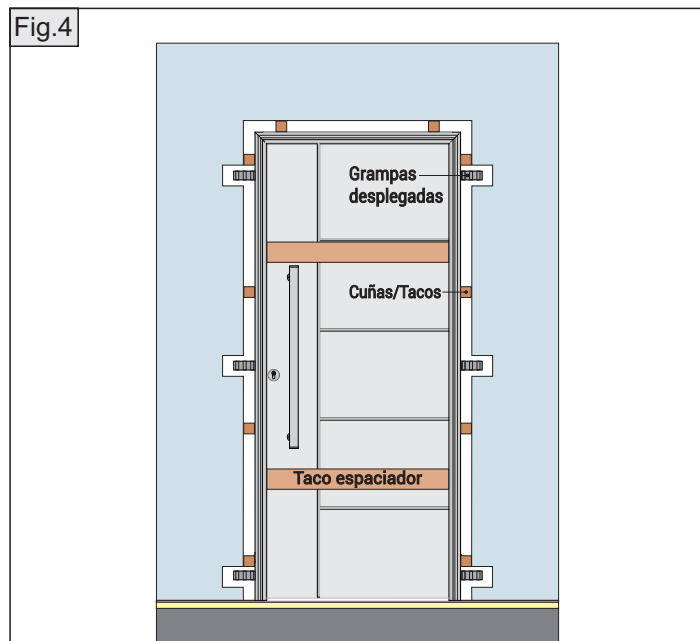 Fig.4
Grampas
desplegadas
Cuñas/Tacos
Taco espaciador